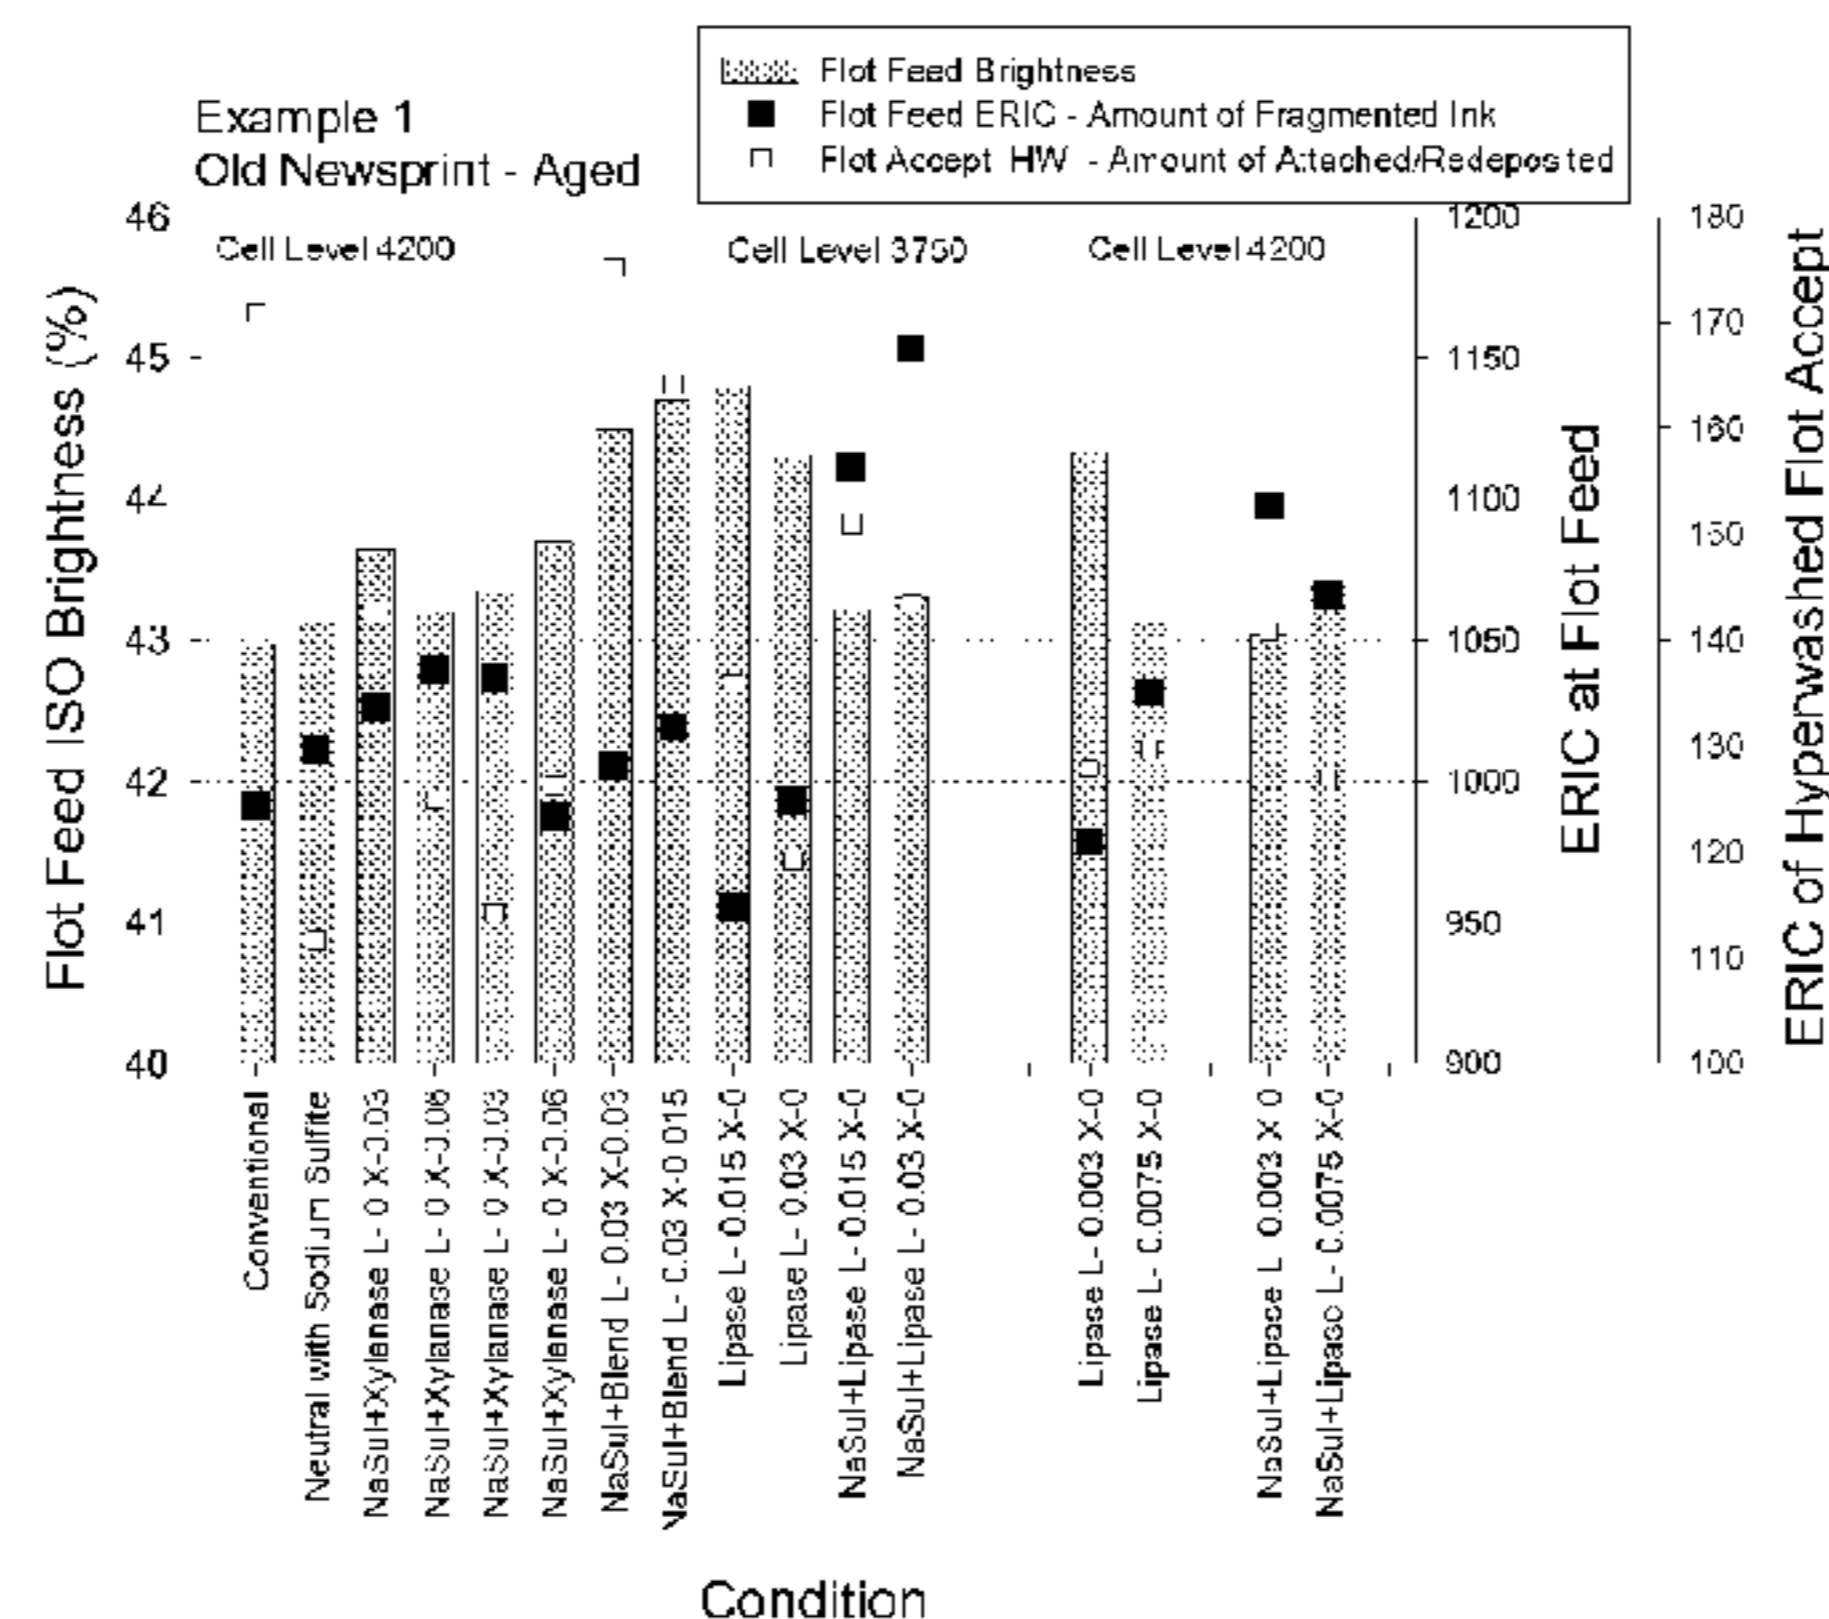 Flot Feed Brightness
Flot Feed ERIC - Amount of Fragmented Ink
Flot Accept HW - Amount of Attached/Redeposited
Example 1
Old Newsprint - Aged
Cell Level 4200
Cell Level 3750
Cell Level 4200
Flot Feed ISO Brightness (%)
46
45
44
43
42
41
40
1200
1150
1100
1050
1000
950
900
ERIC at Flot Feed
180
170
160
150
140
130
120
110
100
ERIC of Hyperwashed Flot Accept
Conventional
Neutral with Sodium Sulfite
NaSul+Xylanase L- 0 X-0.03
NaSul+Xylanase L- 0 X-0.06
NaSul+Xylanase L- 0 X-0.03
NaSul+Xylanase L- 0 X-0.06
NaSul+Blend L- 0.03 X-0.03
NaSul+Blend L- 0.03 X-0 015
Lipase L- 0.015 X-0
Lipase L- 0.03 X-0
NaSul+Lipase L- 0.015 X-0
NaSul+Lipase L- 0.03 X-0
Lipase L- 0.003 X-0
Lipase L- 0.0075 X-0
NaSul+Lipase L 0.003 X 0
NaSul+Lipase L- 0.0075 X-0
Condition